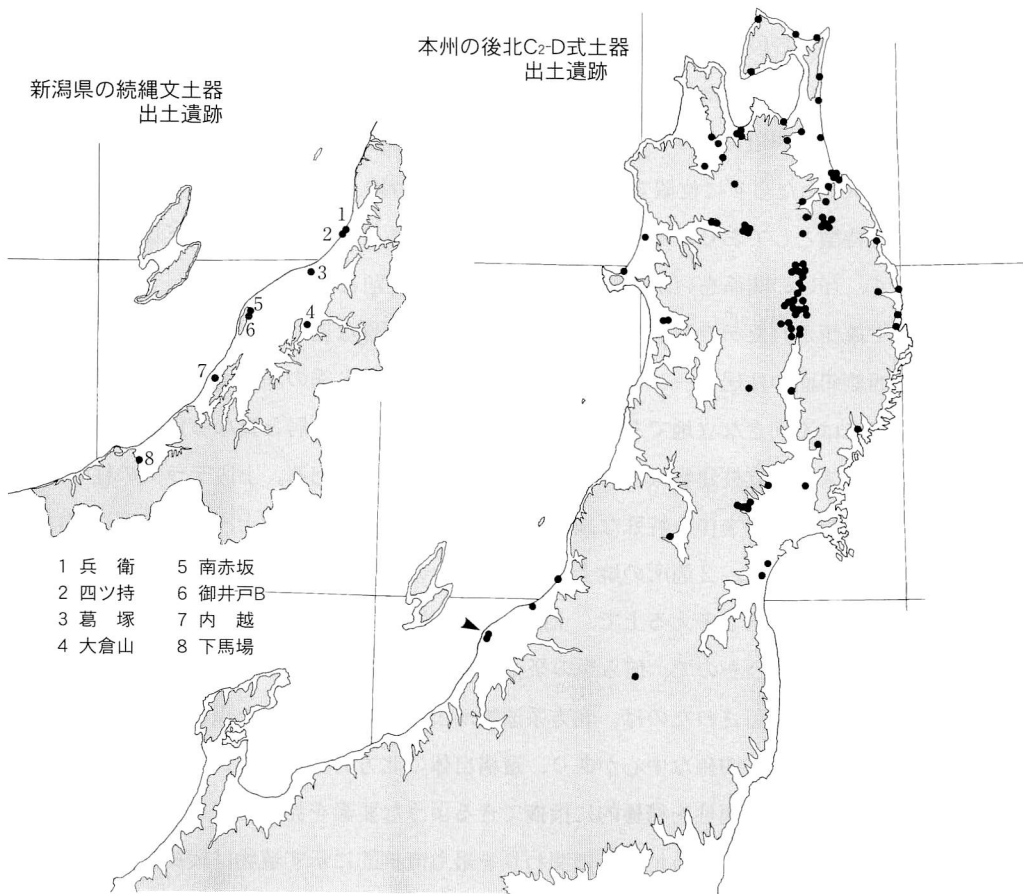 新潟県の続縄文土器
出土遺跡
本州の後北C₂-D式土器
出土遺跡
1
2
3
4
5
6
7
8
1 兵 衛
2 四ツ持
3 葛 塚
4 大倉山
5 南赤坂
6 御井戸B
7 内 越
8 下馬場